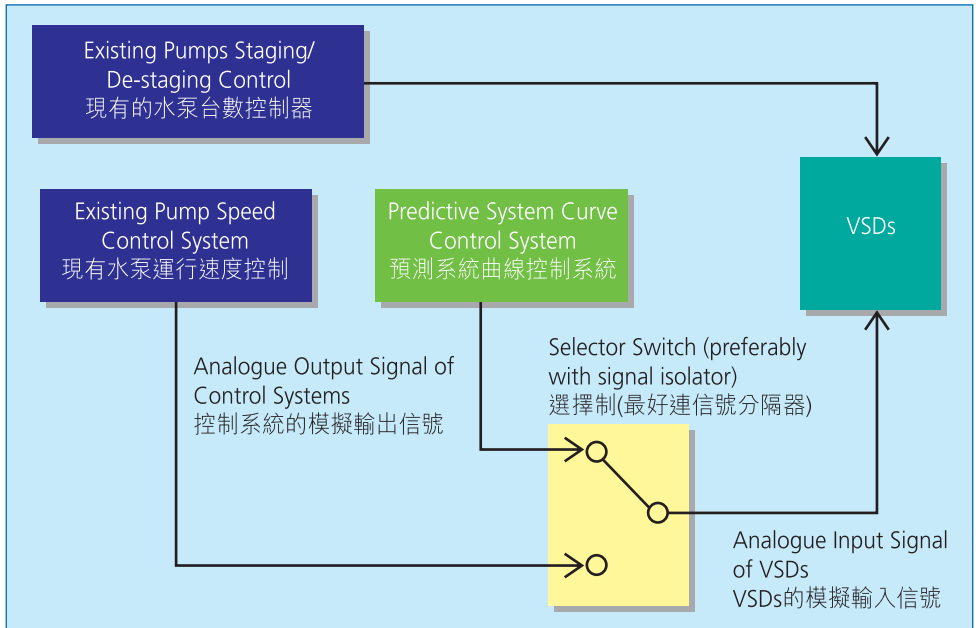 Existing Pumps Staging/
De-staging Control
現有的水泵台數控制器
Existing Pump Speed
Control System
現有水泵運行速度控制
Predictive System Curve
Control System
預測系統曲線控制系統
VSDs
Analogue Output Signal of
Control Systems
控制系統的模擬輸出信號
Selector Switch (preferably
with signal isolator)
選擇制(最好連信號分隔器)
Analogue Input Signal
of VSDs
VSDs的模擬輸入信號